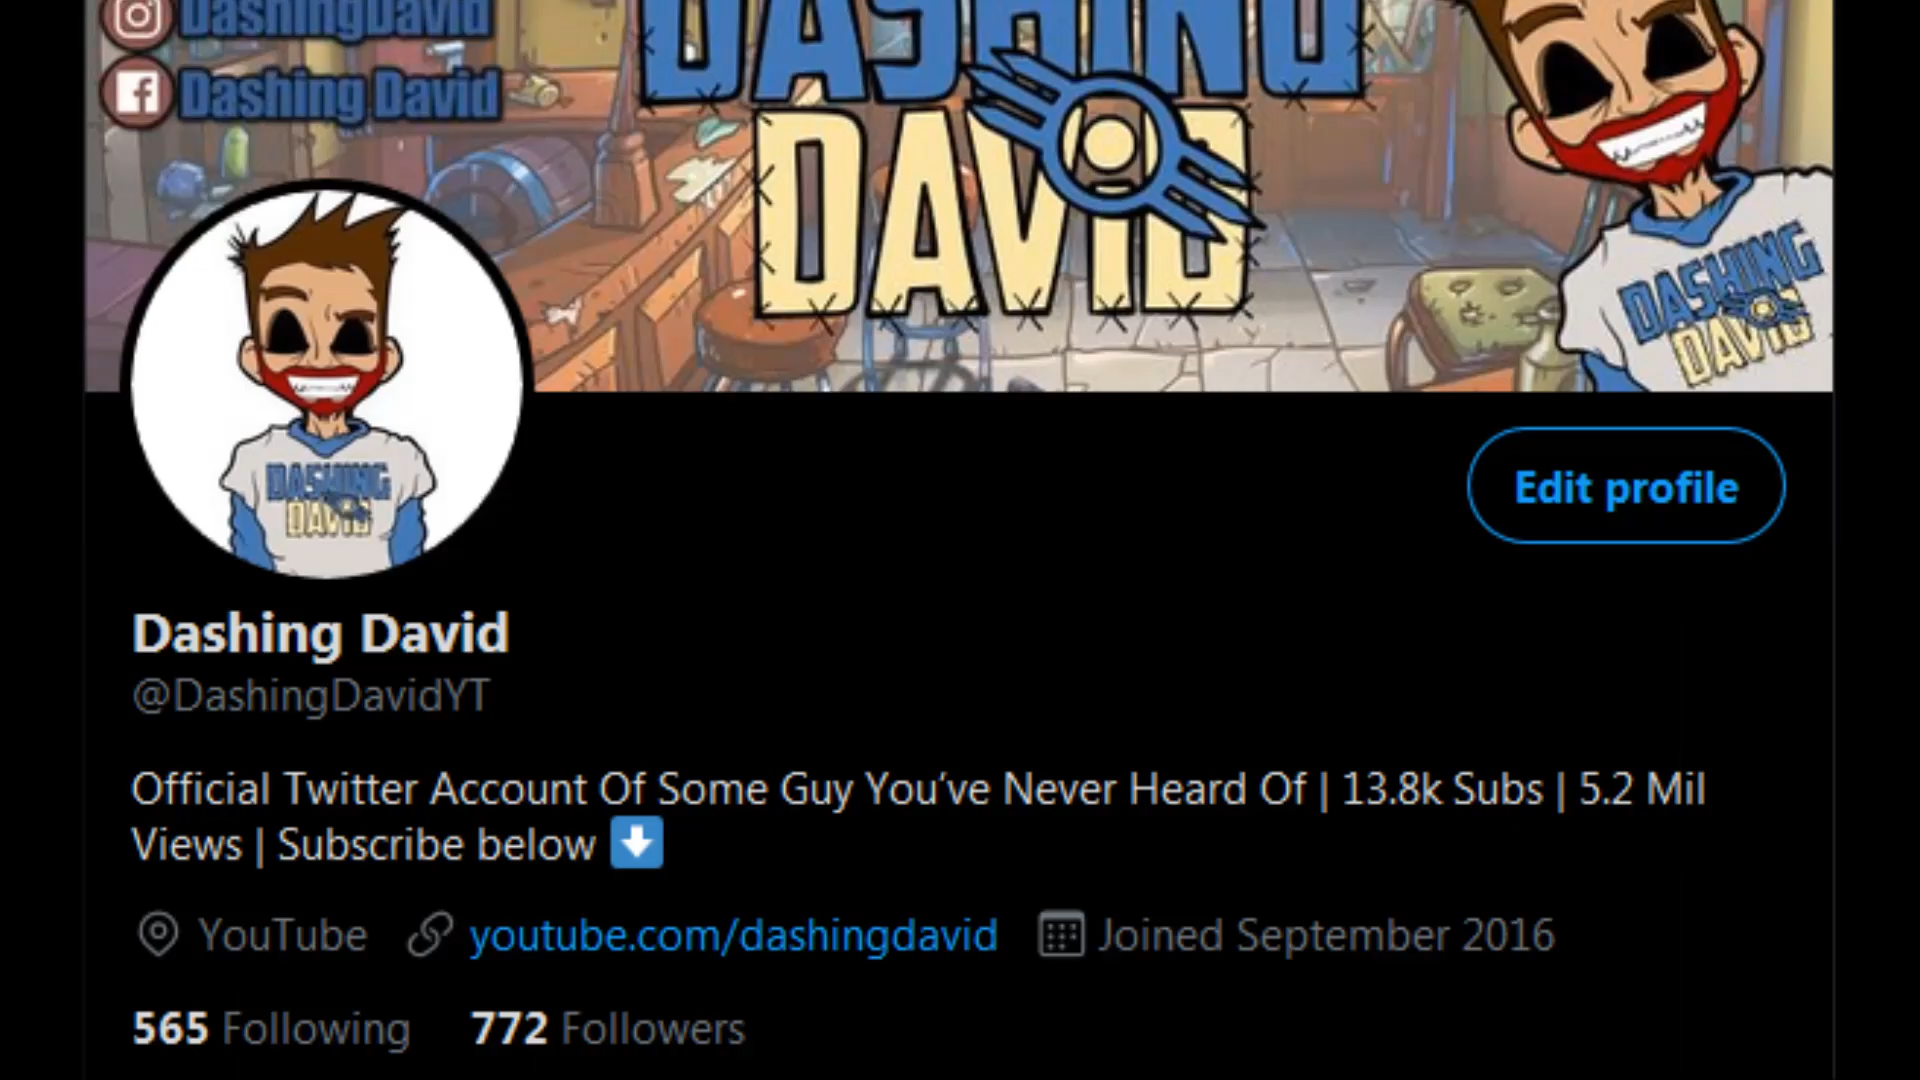 DashingDavid
Dashing David
DASHING
DAVID
DASHING
DAVID
DASHING
DAVID
Edit profile
Dashing David
@DashingDavidYT
Official Twitter Account Of Some Guy You’ve Never Heard Of | 13.8k Subs | 5.2 Mil
Views | Subscribe below
YouTube youtube.com/dashingdavid Joined September 2016
565 Following 772 Followers